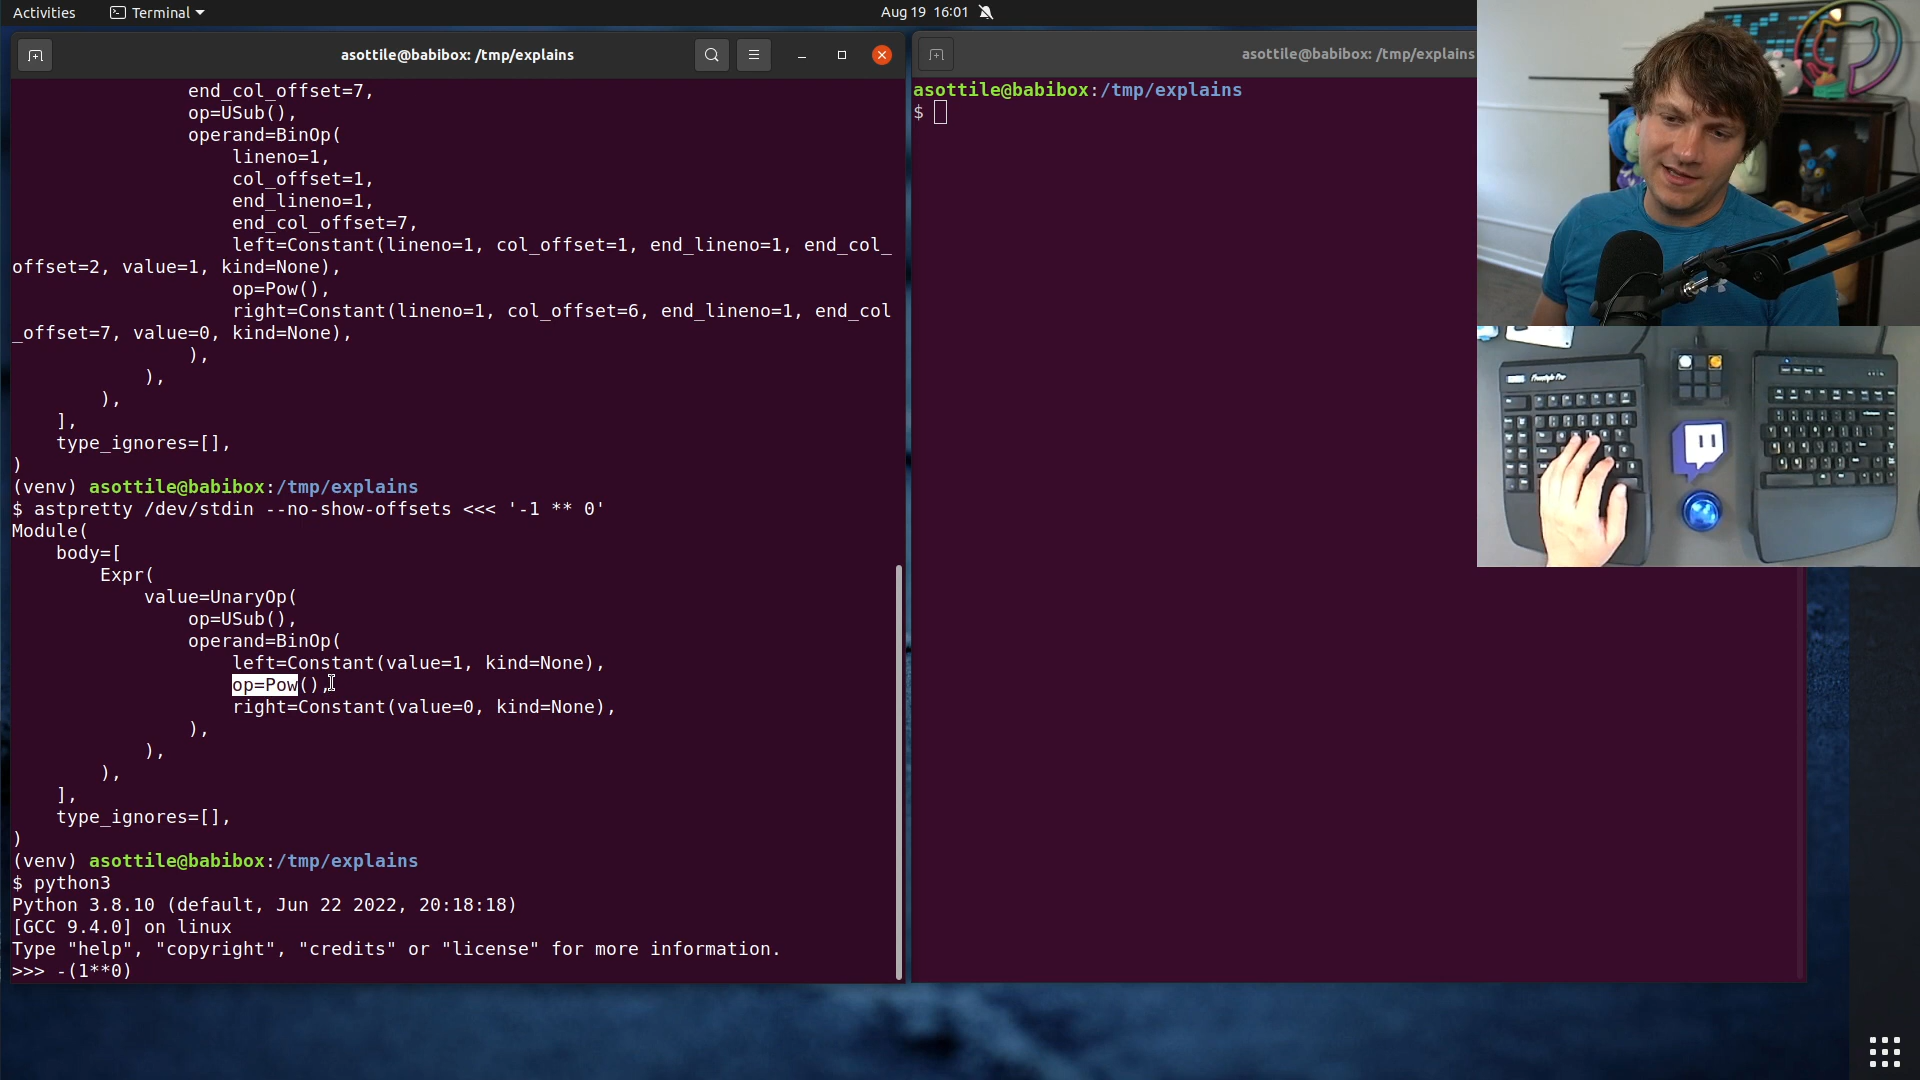 Activities
Terminal
Aug 19 16:01
asottile@babibox: /tmp/explains
end_col_offset=7,
op=USub(),
operand=BinOp(
lineno=1,
col_offset=1,
end_lineno=1,
end_col_offset=7,
left=Constant(lineno=1, col_offset=1, end_lineno=1, end_col_
offset=2, value=1, kind=None),
op=Pow(),
right=Constant(lineno=1, col_offset=6, end_lineno=1, end_col
_offset=7, value=0, kind=None),
),
),
),
],
type_ignores=[],
)
(venv) asottile@babibox:/tmp/explains
$ astpretty /dev/stdin --no-show-offsets <<< '-1 ** 0'
Module(
body=[
Expr(
value=UnaryOp(
op=USub(),
operand=BinOp(
left=Constant(value=1, kind=None),
op=Pow(),
right=Constant(value=0, kind=None),
),
),
),
],
type_ignores=[],
)
(venv) asottile@babibox:/tmp/explains
$ python3
Python 3.8.10 (default, Jun 22 2022, 20:18:18)
[GCC 9.4.0] on linux
Type "help", "copyright", "credits" or "license" for more information.
>>> -(1**0)
asottile@babibox: /tmp/explains
asottile@babibox:/tmp/explains
$
Freestyle Pro